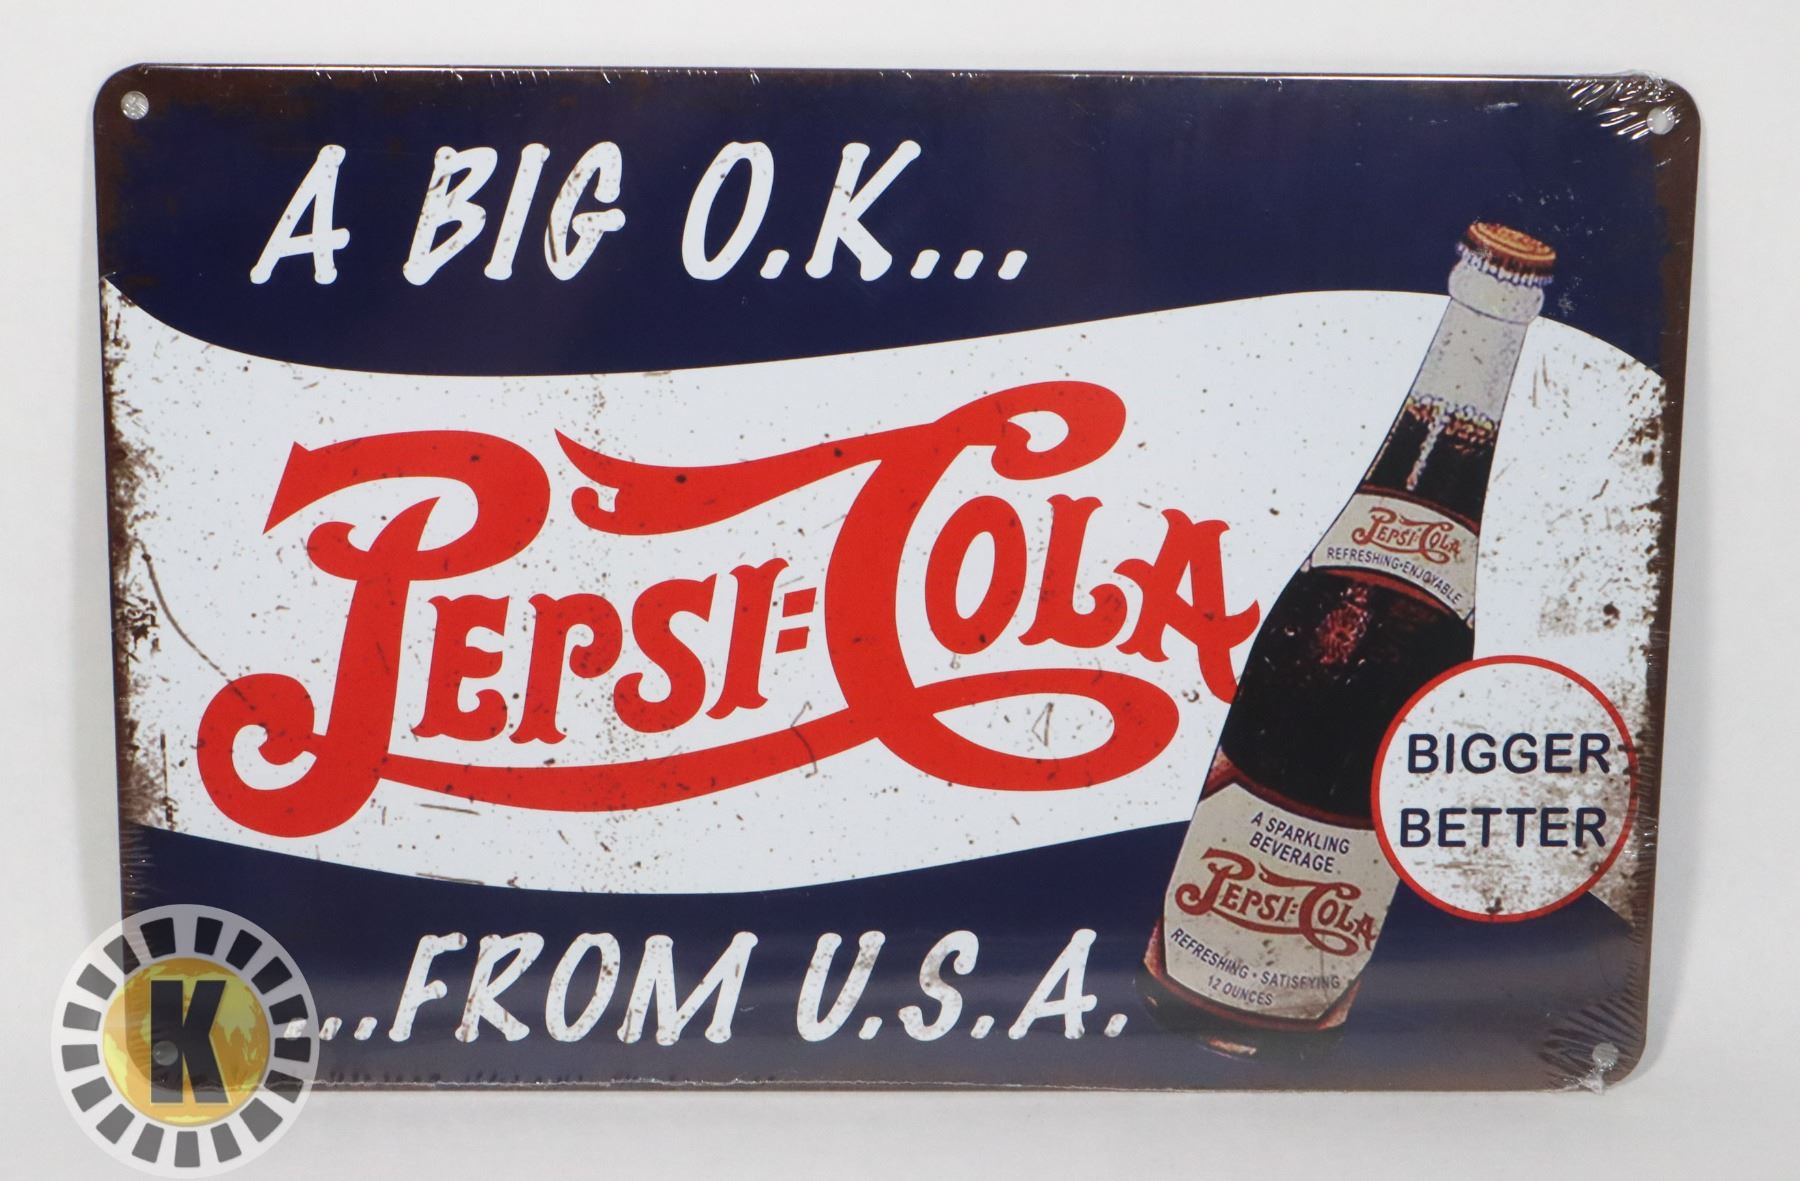 A BIG O.K...
PEPSI=COLA
PEPSI=COLA
REFRESHING•ENJOYABLE
BIGGER
BETTER
A SPARKLING
BEVERAGE
PEPSI=COLA
REFRESHING • SATISFYING
12 OUNCES
...FROM U.S.A.
K